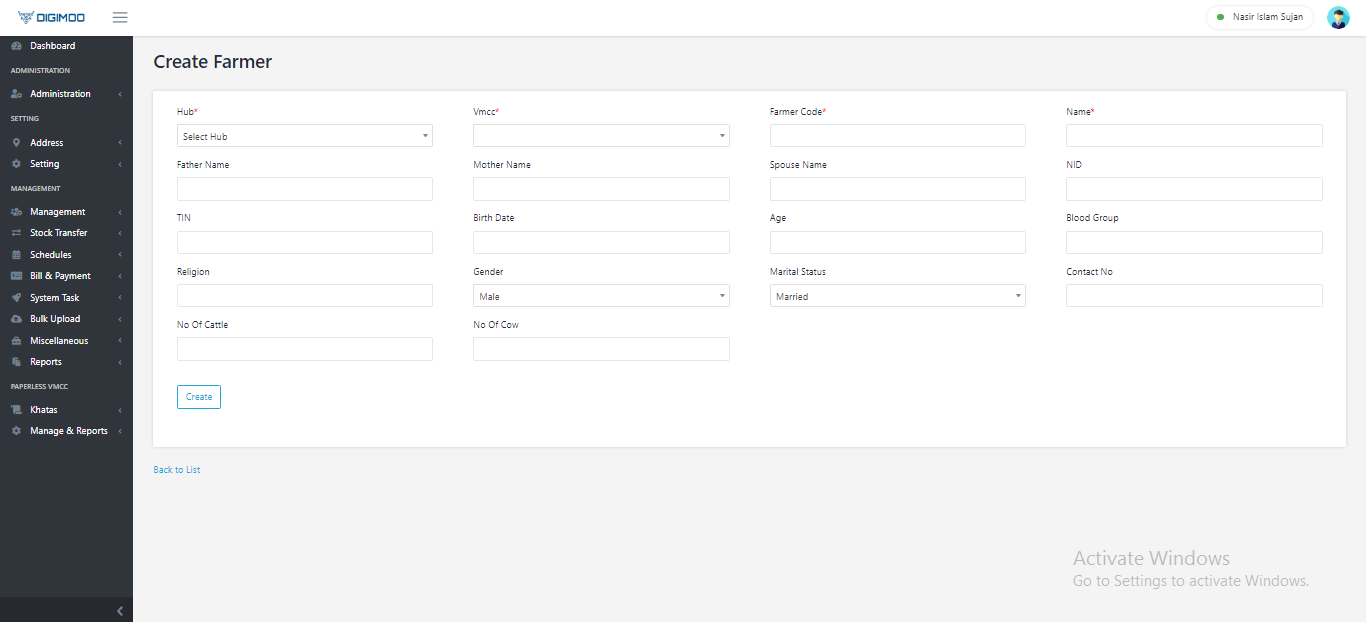 DIGIMOO
Nasir Islam Sujan
Dashboard
ADMINISTRATION
Administration
SETTING
Address
Setting
MANAGEMENT
Management
Stock Transfer
Schedules
Bill & Payment
System Task
Bulk Upload
Miscellaneous
Reports
PAPERLESS VMCC
Khatas
Manage & Reports
Create Farmer
Hub* Vmcc* Farmer Code* Name*
Select Hub
Father Name Mother Name Spouse Name NID
TIN Birth Date Age Blood Group
Religion Gender Marital Status Contact No
Male Married
No Of Cattle No Of Cow
Create
Back to List
Activate Windows
Go to Settings to activate Windows.